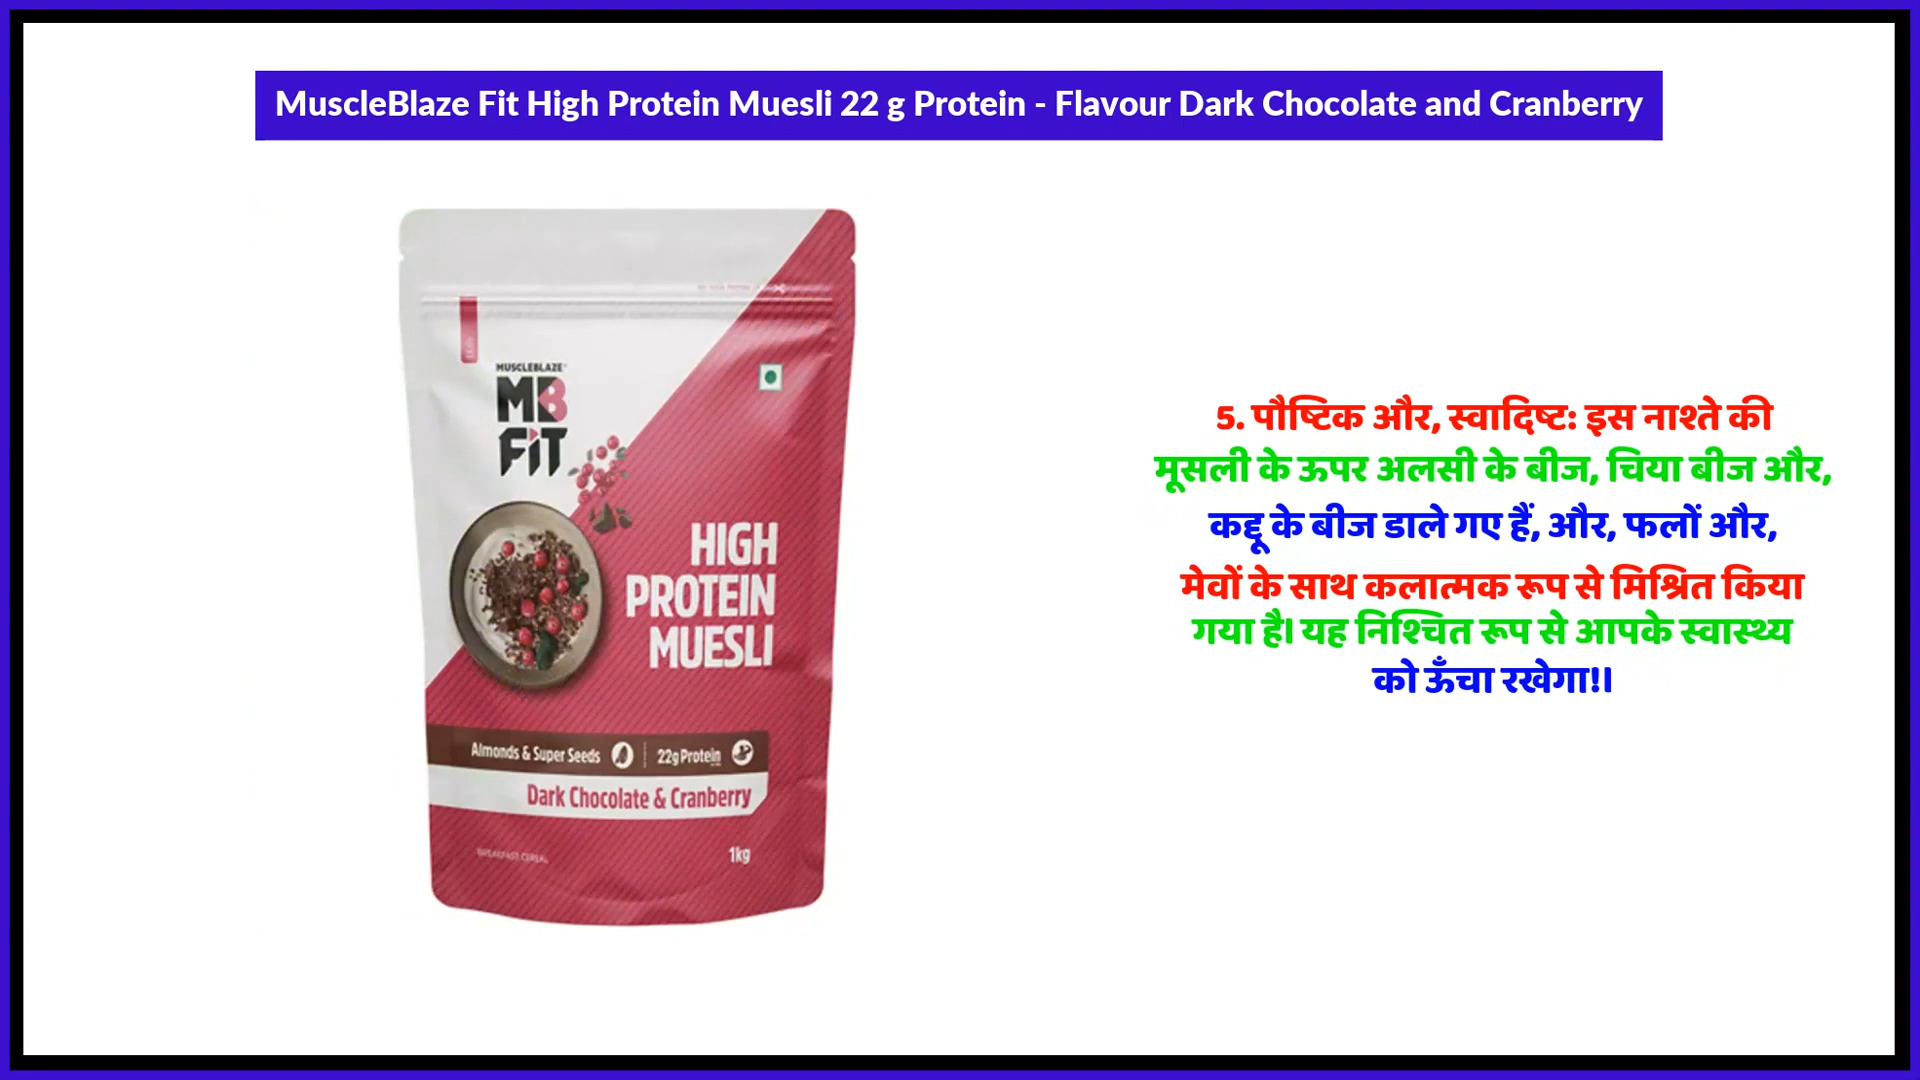 MuscleBlaze Fit High Protein Muesli 22 g Protein - Flavour Dark Chocolate and Cranberry
MUSCLEBLAZE
MB
FiT
HIGH
PROTEIN
MUESLI
Almonds & Super Seeds
22g Protein
Dark Chocolate & Cranberry
BREAKFAST CEREAL
1kg
5. पौष्टिक और, स्वादिष्ट: इस नाश्ते की
मूसली के ऊपर अलसी के बीज, चिया बीज और,
कद्दू के बीज डाले गए हैं, और, फलों और,
मेवों के साथ कलात्मक रूप से मिश्रित किया
गया है। यह निश्चित रूप से आपके स्वास्थ्य
को ऊँचा रखेगा!।